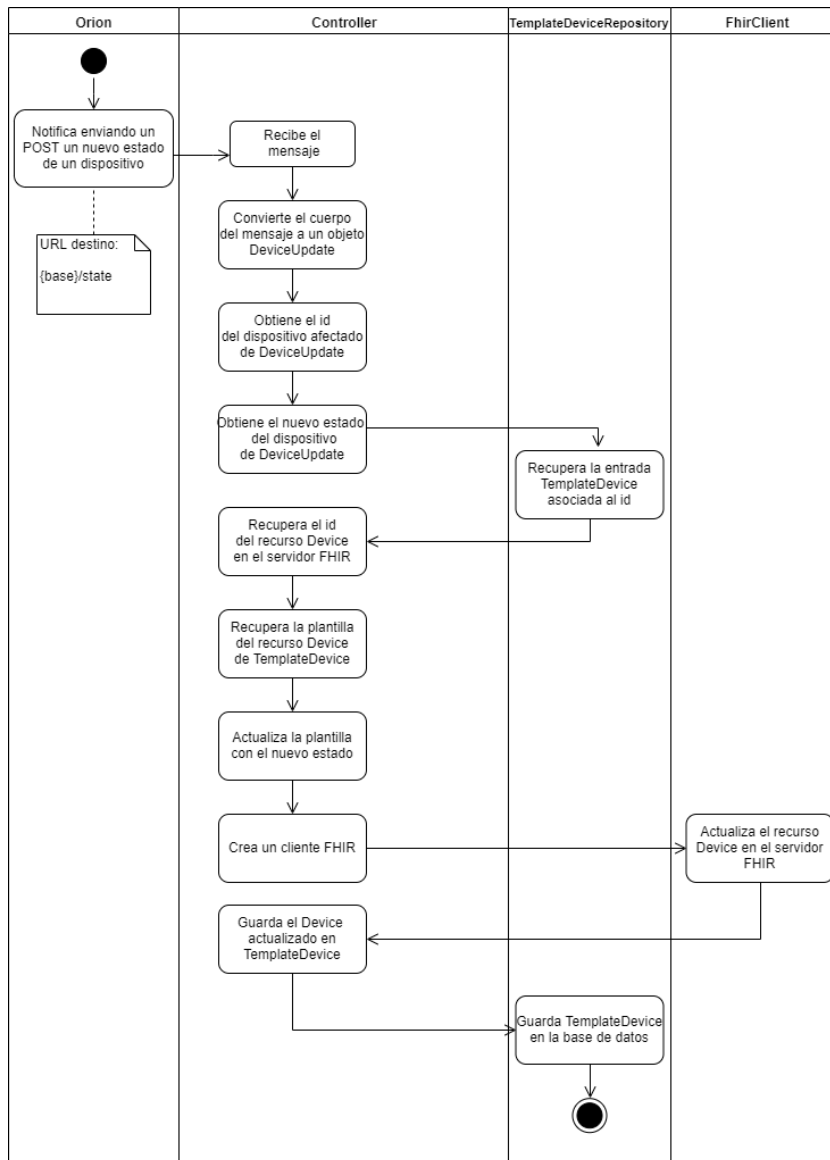 Orion
Controller
TemplateDeviceRepository
FhirClient
Notifica enviando un
POST un nuevo estado
de un dispositivo
URL destino:
{base}/state
Recibe el
mensaje
Convierte el cuerpo
del mensaje a un objeto
DeviceUpdate
Obtiene el id
del dispositivo afectado
de DeviceUpdate
Obtiene el nuevo estado
del dispositivo
de DeviceUpdate
Recupera la entrada
TemplateDevice
asociada al id
Recupera el id
del recurso Device
en el servidor FHIR
Recupera la plantilla
del recurso Device
de TemplateDevice
Actualiza la plantilla
con el nuevo estado
Crea un cliente FHIR
Actualiza el recurso
Device en el servidor
FHIR
Guarda el Device
actualizado en
TemplateDevice
Guarda TemplateDevice
en la base de datos